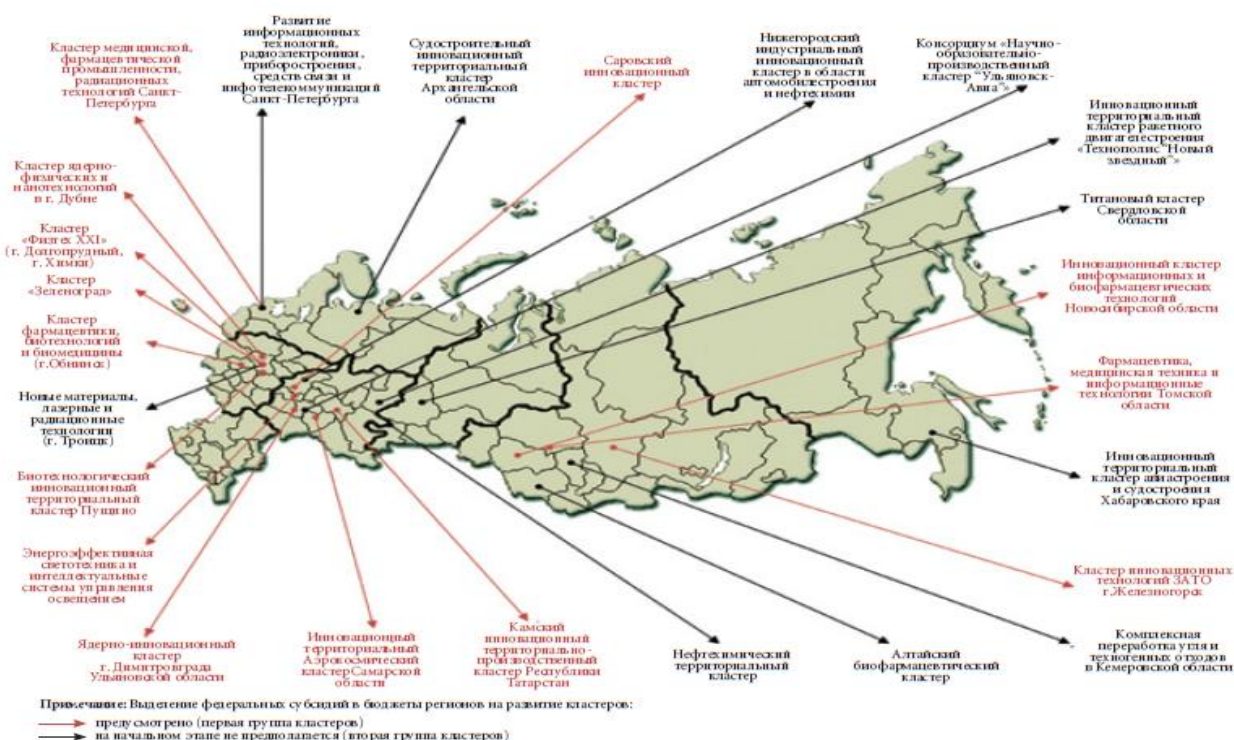 Кластер медицинской,
фармацевтической
промышленности,
радиационных
технологий Санкт-
Петербурга
Развитие
информационных
технологий,
радиоэлектроники,
приборостроения,
средств связи и
инфотелекоммуникаций
Санкт-Петербурга
Судостроительный
инновационный
территориальный
кластер
Архангельской
области
Саровский
инновационный
кластер
Нижегородский
индустриальный
инновационный
кластер в области
автомобилестроения
и нефтехимии
Консорциум «Научно-
образовательно-
производственный
кластер "Ульяновск-
Авиа"»
Инновационный
территориальный
кластер ракетного
двигателестроения
«Технополис "Новый
звездный"»
Титановый кластер
Свердловской
области
Инновационный кластер
информационных и
биофармацевтических
технологий
Новосибирской области
Фармацевтика,
медицинская техника и
информационные
технологии Томской
области
Инновационный
территориальный
кластер авиастроения
и судостроения
Хабаровского края
Кластер инновационных
технологий ЗАТО
г.Железногорск
Комплексная
переработка угля и
техногенных отходов
в Кемеровской области
Алтайский
биофармацевтический
кластер
Нефтехимический
территориальный
кластер
Камский
инновационный
территориально-
производственный
кластер Республики
Татарстан
Инновационный
территориальный
Аэрокосмический
кластер Самарской
области
Ядерно-инновационный
кластер
г. Димитровграда
Ульяновской области
Энергоэффективная
светотехника и
интеллектуальные
системы управления
освещением
Биотехнологический
инновационный
территориальный
кластер Пущино
Новые материалы,
лазерные и
радиационные
технологии
(г. Троицк)
Кластер
фармацевтики,
биотехнологий
и биомедицины
(г.Обнинск)
Кластер
«Зеленоград»
Кластер
«Физтех XXI»
(г. Долгопрудный,
г. Химки)
Кластер ядерно-
физических и
нанотехнологий
в г. Дубне
Примечание: Выделение федеральных субсидий в бюджеты регионов на развитие кластеров:
предусмотрено (первая группа кластеров)
на начальном этапе не предполагается (вторая группа кластеров)